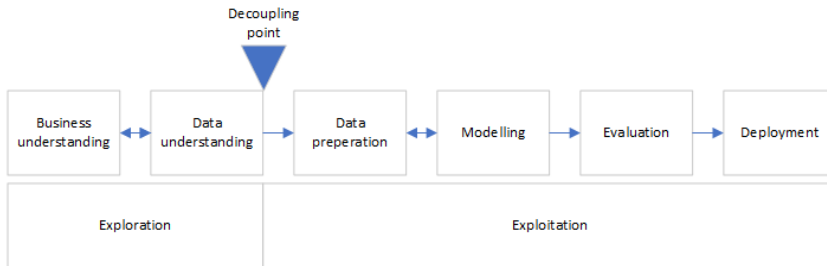 Decoupling
point
Business
understanding
Data
understanding
Data
preperation
Modelling
Evaluation
Deployment
Exploration
Exploitation